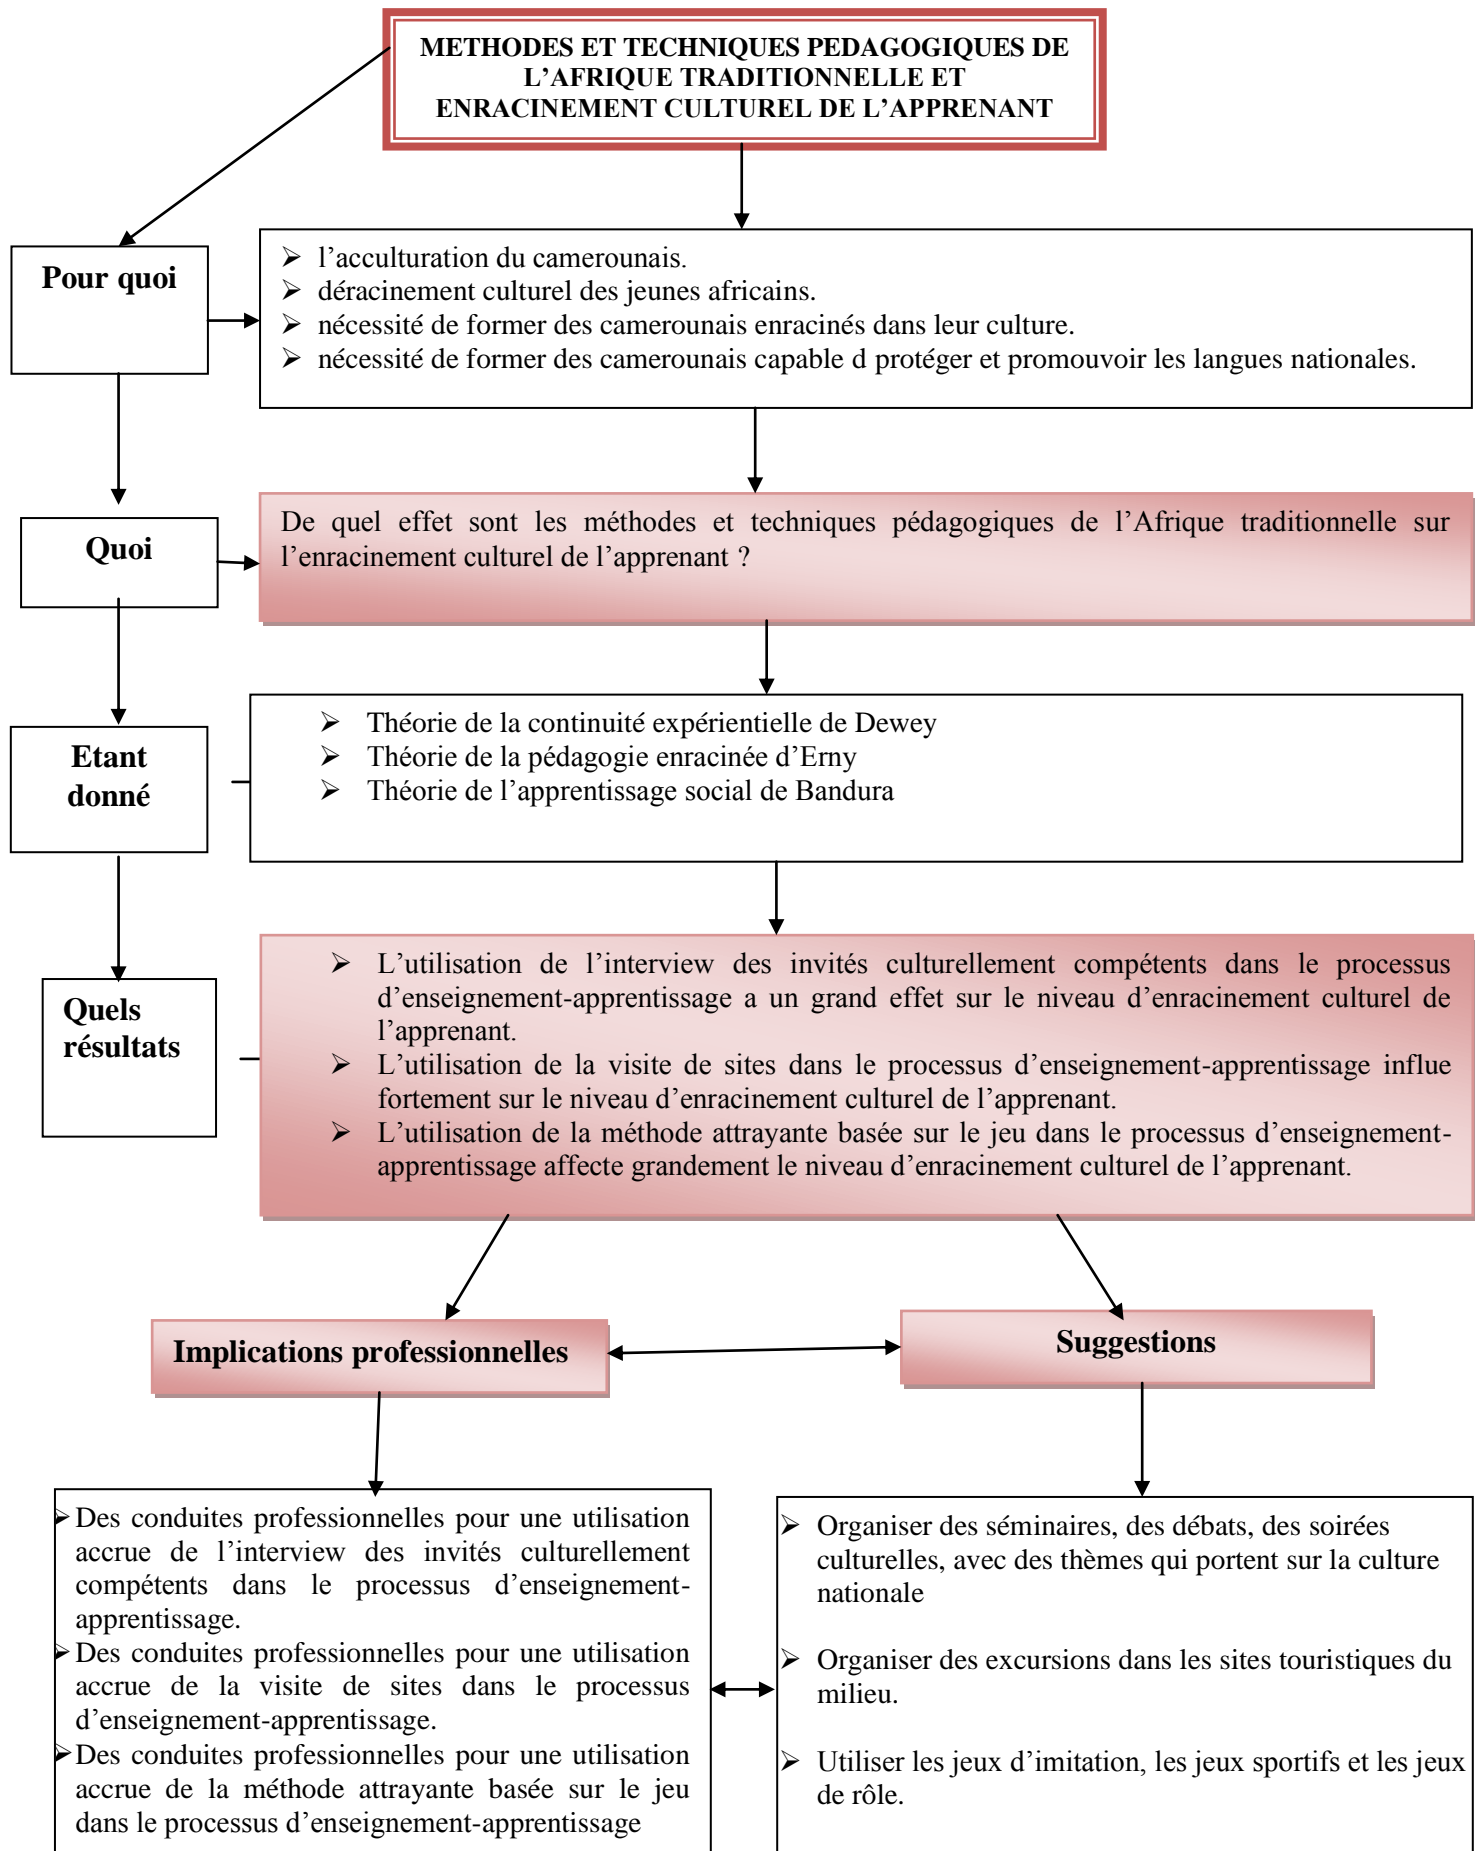 METHODES ET TECHNIQUES PEDAGOGIQUES DE
L’AFRIQUE TRADITIONNELLE ET
ENRACINEMENT CULTUREL DE L’APPRENANT
Pour quoi
➢ l’acculturation du camerounais.
➢ déracinement culturel des jeunes africains.
➢ nécessité de former des camerounais enracinés dans leur culture.
➢ nécessité de former des camerounais capable d protéger et promouvoir les langues nationales.
Quoi
De quel effet sont les méthodes et techniques pédagogiques de l’Afrique traditionnelle sur
l’enracinement culturel de l’apprenant ?
Etant
donné
➢ Théorie de la continuité expérientielle de Dewey
➢ Théorie de la pédagogie enracinée d’Erny
➢ Théorie de l’apprentissage social de Bandura
Quels
résultats
➢ L’utilisation de l’interview des invités culturellement compétents dans le processus
d’enseignement-apprentissage a un grand effet sur le niveau d’enracinement culturel de
l’apprenant.
➢ L’utilisation de la visite de sites dans le processus d’enseignement-apprentissage influe
fortement sur le niveau d’enracinement culturel de l’apprenant.
➢ L’utilisation de la méthode attrayante basée sur le jeu dans le processus d’enseignement-
apprentissage affecte grandement le niveau d’enracinement culturel de l’apprenant.
Implications professionnelles
Suggestions
➢ Des conduites professionnelles pour une utilisation
accrue de l’interview des invités culturellement
compétents dans le processus d’enseignement-
apprentissage.
➢ Des conduites professionnelles pour une utilisation
accrue de la visite de sites dans le processus
d’enseignement-apprentissage.
➢ Des conduites professionnelles pour une utilisation
accrue de la méthode attrayante basée sur le jeu
dans le processus d’enseignement-apprentissage
➢ Organiser des séminaires, des débats, des soirées
culturelles, avec des thèmes qui portent sur la culture
nationale
➢ Organiser des excursions dans les sites touristiques du
milieu.
➢ Utiliser les jeux d’imitation, les jeux sportifs et les jeux
de rôle.